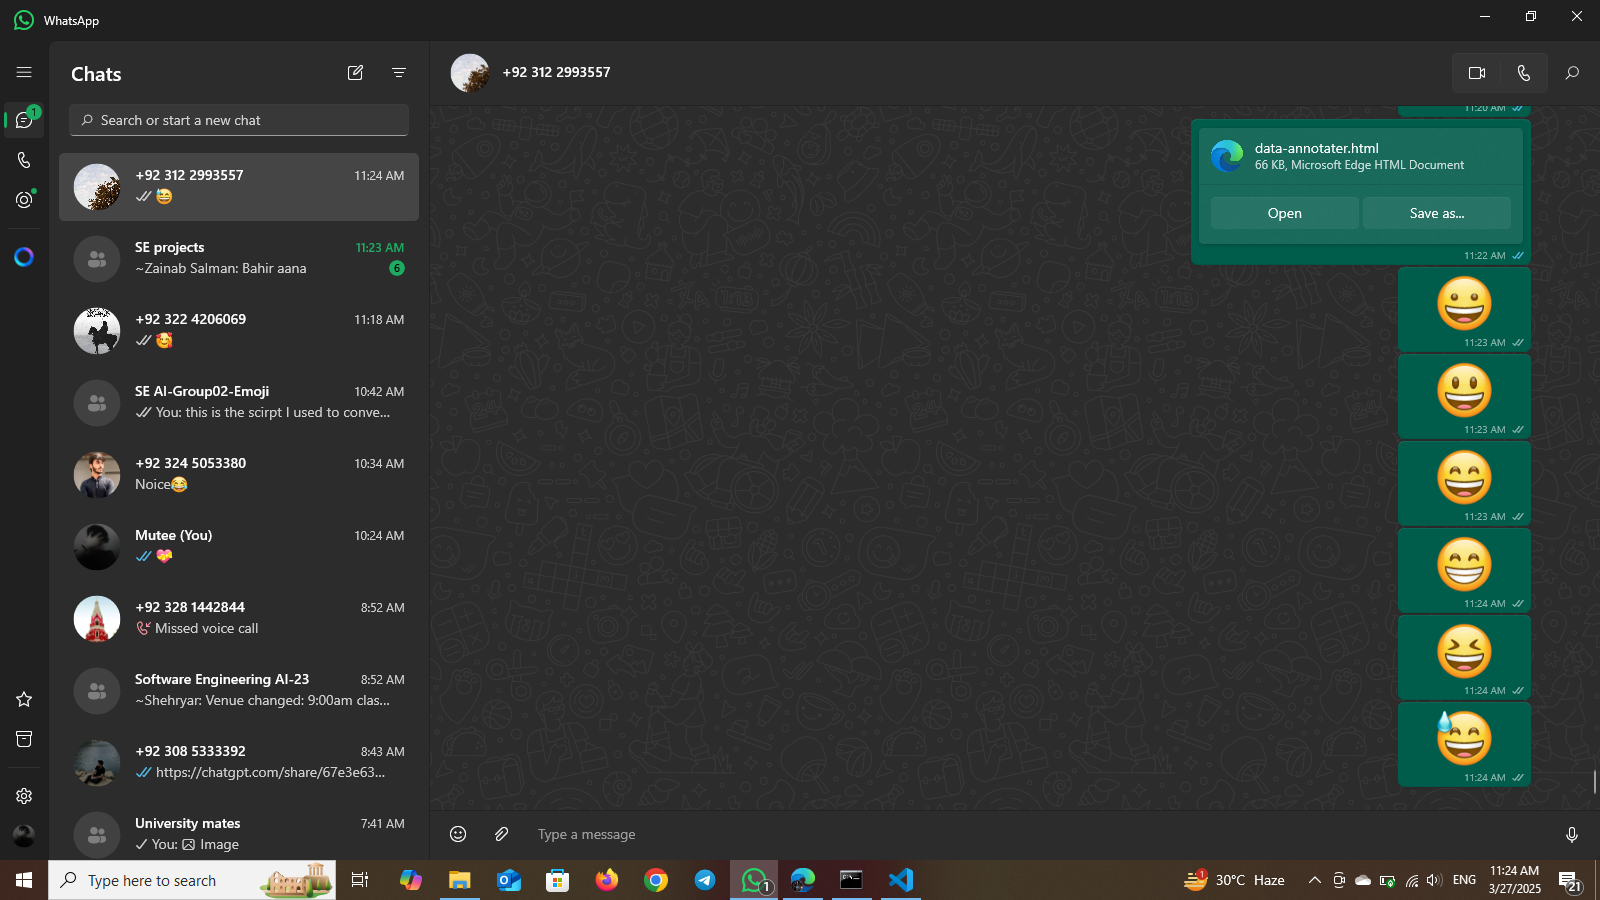 WhatsApp
Chats
Search or start a new chat
1
+92 312 2993557
11:24 AM
😅
SE projects
11:23 AM
~Zainab Salman: Bahir aana
6
+92 322 4206069
11:18 AM
🥰
SE AI-Group02-Emoji
10:42 AM
You: this is the scirpt I used to conve...
+92 324 5053380
10:34 AM
Noice😂
Mutee (You)
10:24 AM
💝
+92 328 1442844
8:52 AM
Missed voice call
Software Engineering AI-23
8:52 AM
~Shehryar: Venue changed: 9:00am clas...
+92 308 5333392
8:43 AM
https://chatgpt.com/share/67e3e63...
University mates
7:41 AM
You: Image
+92 312 2993557
11:20 AM
data-annotater.html
66 KB, Microsoft Edge HTML Document
Open
Save as...
11:22 AM
😀
11:23 AM
😃
11:23 AM
😄
11:23 AM
😁
11:24 AM
😆
11:24 AM
😅
11:24 AM
Type a message
Type here to search
1
1
30°C Haze
ENG
11:24 AM
3/27/2025
21